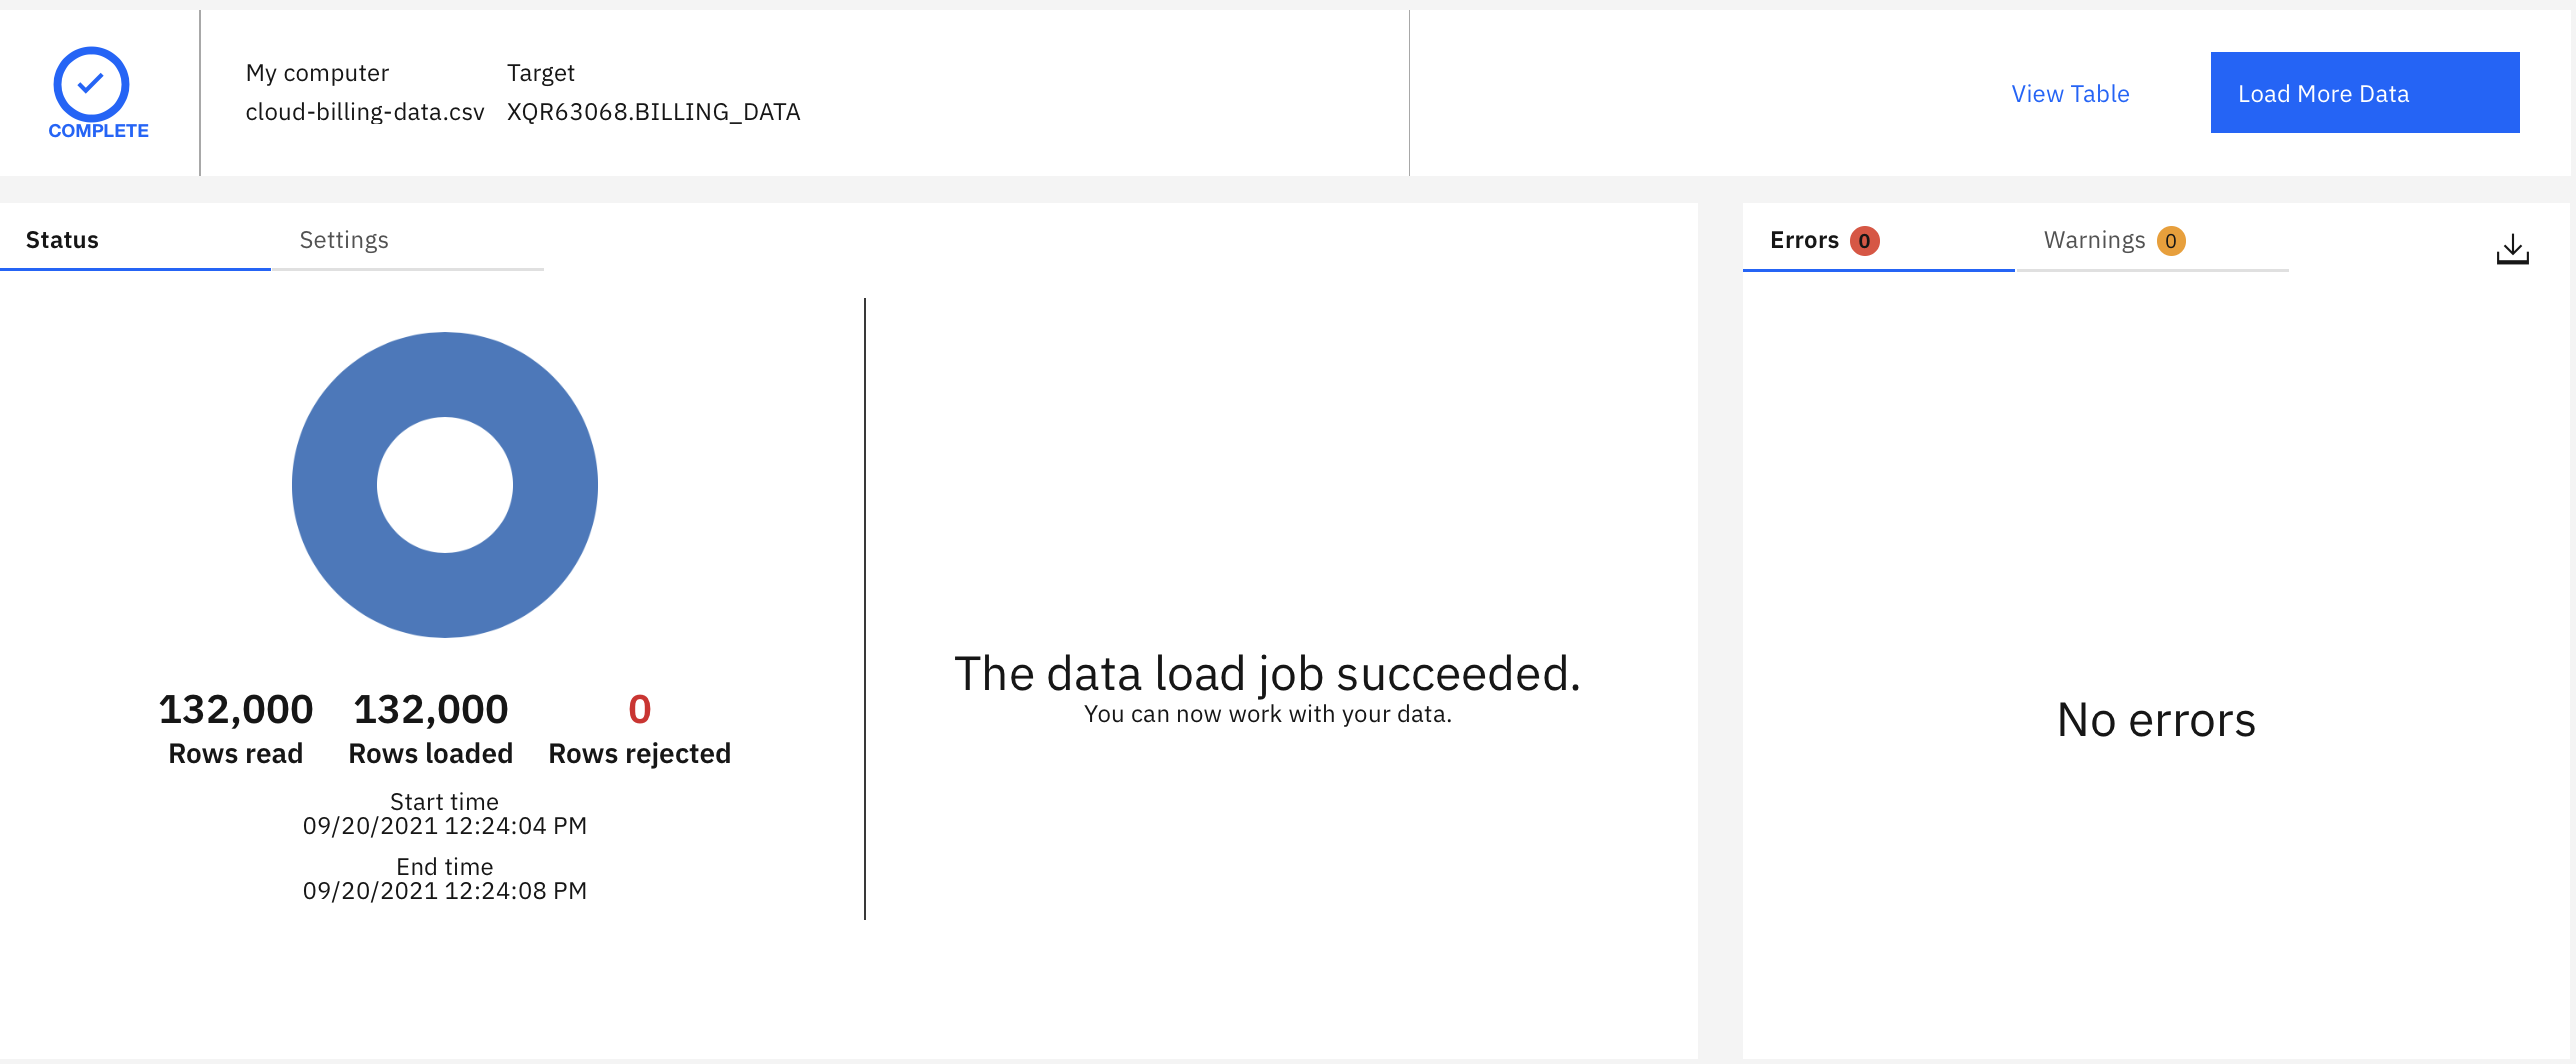 COMPLETE
My computer
cloud-billing-data.csv
Target
XQR63068.BILLING_DATA
View Table
Load More Data
Status
Settings
132,000
Rows read
132,000
Rows loaded
0
Rows rejected
Start time
09/20/2021 12:24:04 PM
End time
09/20/2021 12:24:08 PM
The data load job succeeded.
You can now work with your data.
Errors 0
Warnings 0
No errors